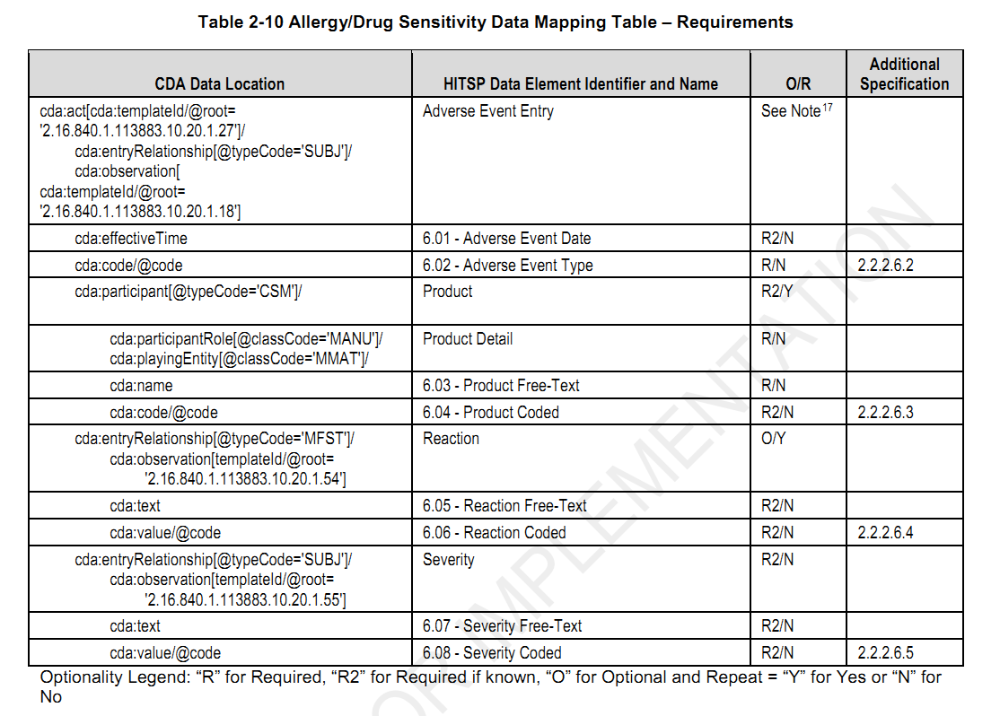 Table 2-10 Allergy/Drug Sensitivity Data Mapping Table – Requirements
CDA Data Location
HITSP Data Element Identifier and Name
O/R
Additional
Specification
cda:act[cda:templateId/@root=
'2.16.840.1.113883.10.20.1.27']/
cda:entryRelationship[@typeCode='SUBJ']/
cda:observation[
cda:templateId/@root=
'2.16.840.1.113883.10.20.1.18']
Adverse Event Entry
See Note17
cda:effectiveTime
6.01 - Adverse Event Date
R2/N
cda:code/@code
6.02 - Adverse Event Type
R/N
2.2.2.6.2
cda:participant[@typeCode='CSM']/
Product
R2/Y
cda:participantRole[@classCode='MANU']/
cda:playingEntity[@classCode='MMAT']/
Product Detail
R/N
cda:name
6.03 - Product Free-Text
R/N
cda:code/@code
6.04 - Product Coded
R2/N
2.2.2.6.3
cda:entryRelationship[@typeCode='MFST']/
cda:observation[templateId/@root=
'2.16.840.1.113883.10.20.1.54']
Reaction
O/Y
cda:text
6.05 - Reaction Free-Text
R2/N
cda:value/@code
6.06 - Reaction Coded
R2/N
2.2.2.6.4
cda:entryRelationship[@typeCode='SUBJ']/
cda:observation[templateId/@root=
'2.16.840.1.113883.10.20.1.55']
Severity
R2/N
cda:text
6.07 - Severity Free-Text
R2/N
cda:value/@code
6.08 - Severity Coded
R2/N
2.2.2.6.5
Optionality Legend: “R” for Required, “R2” for Required if known, “O” for Optional and Repeat = “Y” for Yes or “N” for
No
OR IMPLEMENTATION